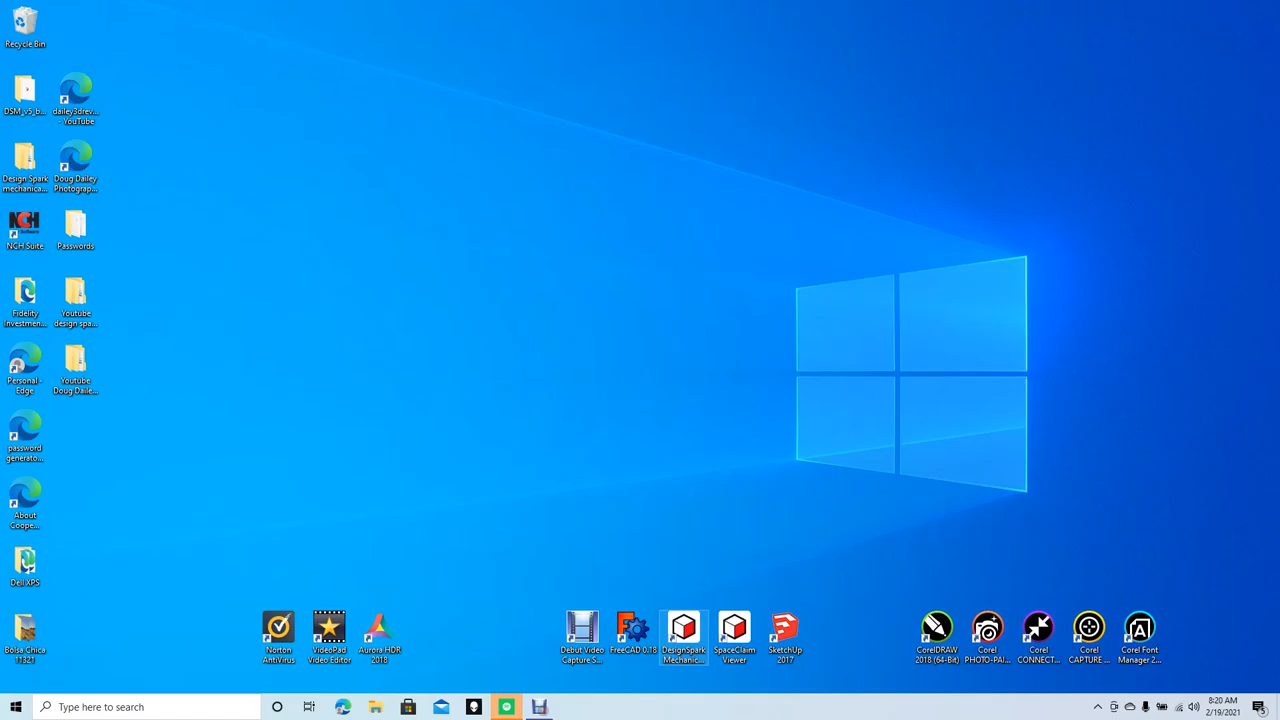 Recycle Bin
DSM_v5_b...
dailey3drev...
- YouTube
Design Spark
mechanica...
Doug Dailey
Photograp...
NCH
Software
NCH Suite
Passwords
Fidelity
Investmen...
Youtube
design spa...
Personal -
Edge
Youtube
Doug Daile...
password
generato...
About
Coope...
Dell XPS
Bolsa Chica
11321
Norton
AntiVirus
VideoPad
Video Editor
Aurora HDR
2018
Debut Video
Capture S...
FreeCAD 0.18
DesignSpark
Mechanic...
SpaceClaim
Viewer
SketchUp
2017
CorelDRAW
2018 (64-Bit)
Corel
PHOTO-PAI...
Corel
CONNECT...
Corel
CAPTURE ...
Corel Font
Manager 2...
Type here to search
8:20 AM
2/19/2021
5